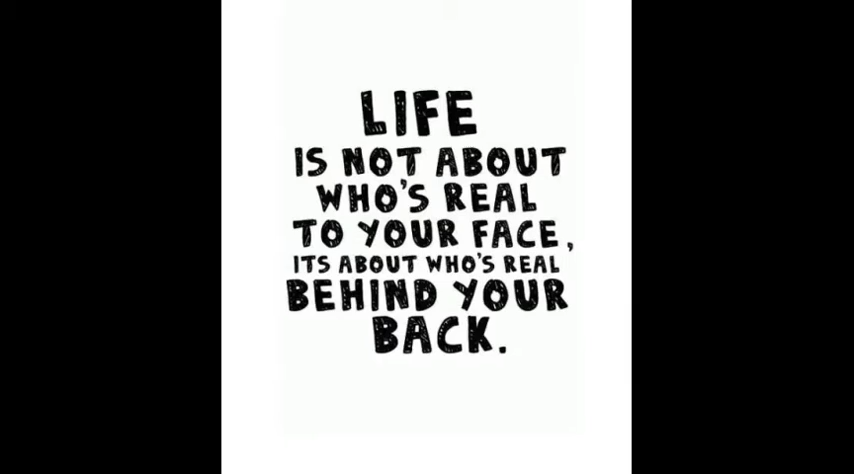 LIFE
IS NOT ABOUT
WHO'S REAL
TO YOUR FACE,
ITS ABOUT WHO'S REAL
BEHIND YOUR
BACK.